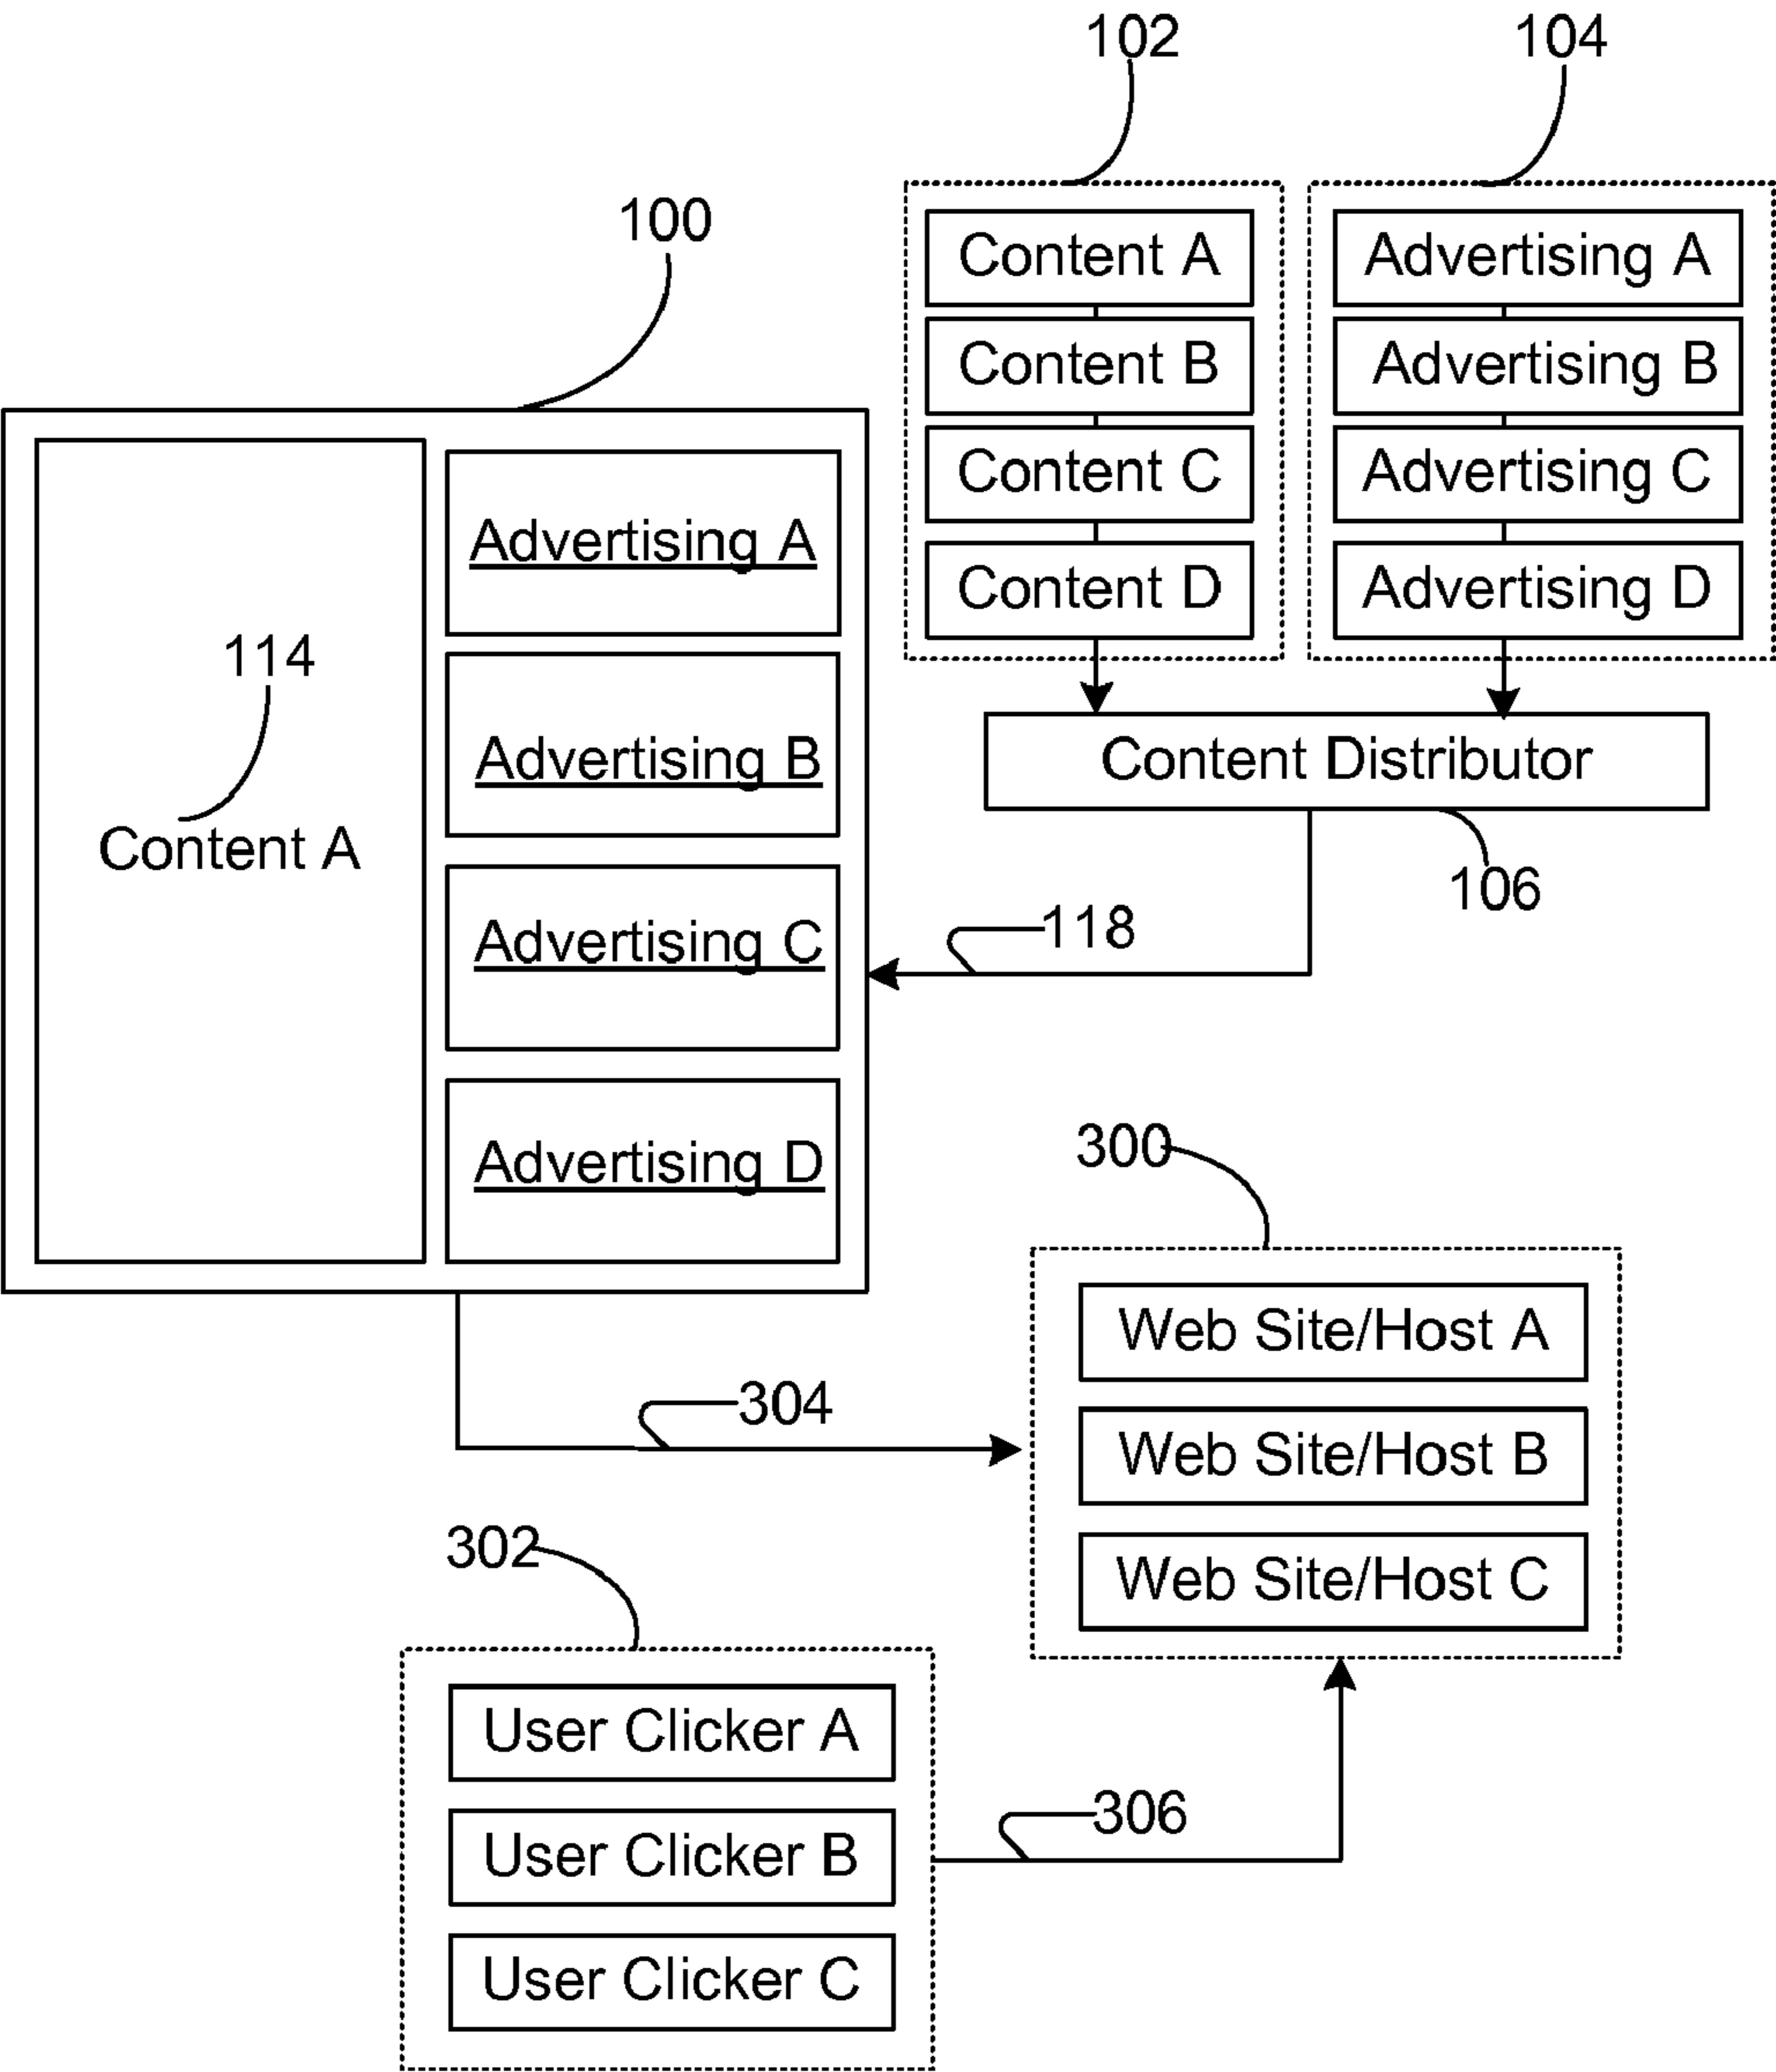 102
104
100
Content A
Content B
Content C
Content D
Advertising A
Advertising B
Advertising C
Advertising D
Content Distributor
106
118
114
Content A
Advertising A
Advertising B
Advertising C
Advertising D
300
Web Site/Host A
Web Site/Host B
Web Site/Host C
304
302
User Clicker A
User Clicker B
User Clicker C
306